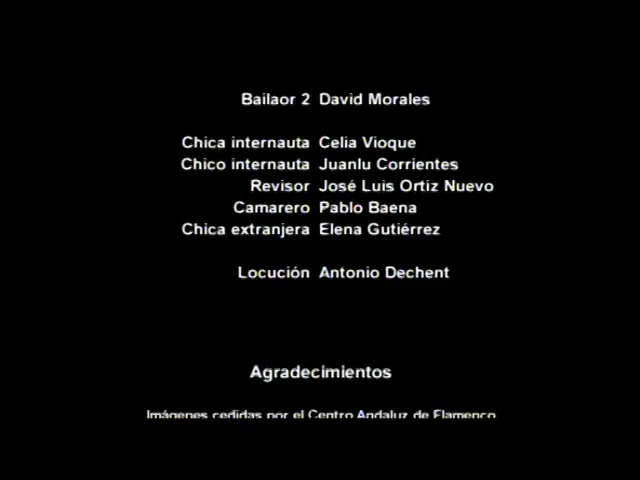 Bailaor 2 David Morales
Chica internauta Celia Vioque
Chico internauta Juanlu Corrientes
Revisor José Luis Ortiz Nuevo
Camarero Pablo Baena
Chica extranjera Elena Gutiérrez
Locución Antonio Dechent
Agradecimientos
Imágenes cedidas por el Centro Andaluz de Flamenco